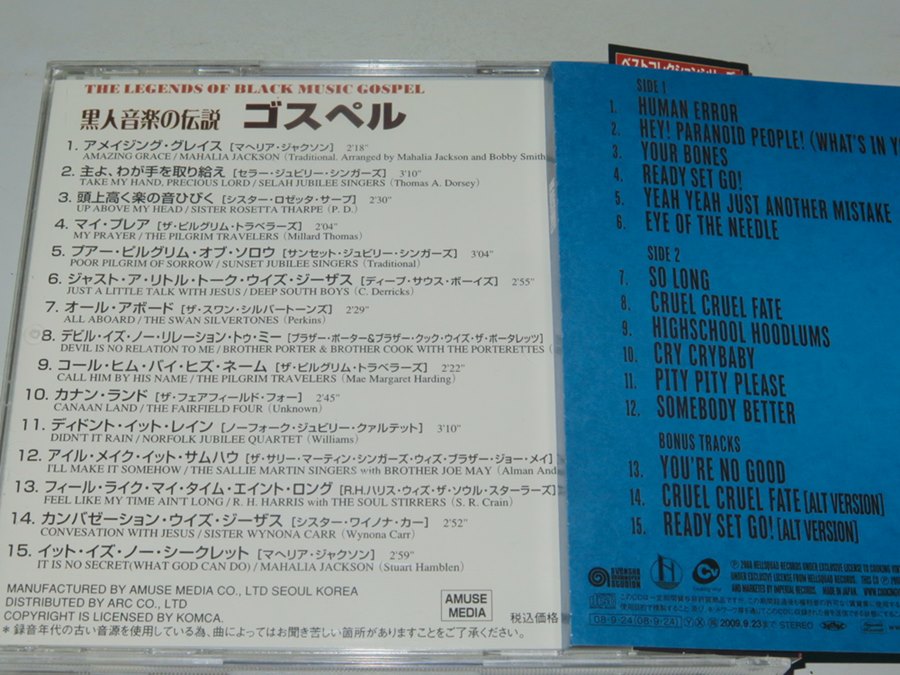 THE LEGENDS OF BLACK MUSIC GOSPEL
黒人音楽の伝説 ゴスペル
1. アメイジング・グレイス [マヘリア・ジャクソン] 2'18"
AMAZING GRACE / MAHALIA JACKSON (Traditional. Arranged by Mahalia Jackson and Bobby Smith
2. 主よ、わが手を取り給え [セラー・ジュビリー・シンガーズ] 3'10"
TAKE MY HAND, PRECIOUS LORD / SELAH JUBILEE SINGERS (Thomas A. Dorsey)
3. 頭上高く楽の音ひびく [シスター・ロゼッタ・サープ] 2'30"
UP ABOVE MY HEAD / SISTER ROSETTA THARPE (P. D.)
4. マイ・プレア [ザ・ピルグリム・トラベラーズ] 2'04"
MY PRAYER / THE PILGRIM TRAVELERS (Millard Thomas)
5. プアー・ピルグリム・オブ・ソロウ [サンセット・ジュビリー・シンガーズ] 3'04"
POOR PILGRIM OF SORROW / SUNSET JUBILEE SINGERS (Traditional)
6. ジャスト・ア・リトル・トーク・ウイズ・ジーザス [ディープ・サウス・ボーイズ] 2'55"
JUST A LITTLE TALK WITH JESUS / DEEP SOUTH BOYS (C. Derricks)
7. オール・アボード [ザ・スワン・シルバートーンズ] 2'29"
ALL ABOARD / THE SWAN SILVERTONES (Perkins)
8. デビル・イズ・ノー・リレーション・トゥ・ミー [ブラザー・ポーター&ブラザー・クック・ウイズ・ザ・ポータレッツ]
DEVIL IS NO RELATION TO ME / BROTHER PORTER & BROTHER COOK WITH THE PORTERETTES (
9. コール・ヒム・バイ・ヒズ・ネーム [ザ・ピルグリム・トラベラーズ] 2'22"
CALL HIM BY HIS NAME / THE PILGRIM TRAVELERS (Mae Margaret Harding)
10. カナン・ランド [ザ・フェアフィールド・フォー] 2'45"
CANAAN LAND / THE FAIRFIELD FOUR (Unknown)
11. ディドント・イット・レイン [ノーフォーク・ジュビリー・クァルテット] 3'10"
DIDN'T IT RAIN / NORFOLK JUBILEE QUARTET (Williams)
12. アイル・メイク・イット・サムハウ [ザ・サリー・マーティン・シンガーズ・ウィズ・ブラザー・ジョー・メイ]
I'LL MAKE IT SOMEHOW / THE SALLIE MARTIN SINGERS with BROTHER JOE MAY ( Alman And
13. フィール・ライク・マイ・タイム・エイント・ロング [R.H.ハリス・ウィズ・ザ・ソウル・スターラーズ]
FEEL LIKE MY TIME AIN'T LONG / R. H. HARRIS with THE SOUL STIRRERS ( S. R. Crain)
14. カンバゼーション・ウイズ・ジーザス [シスター・ワイノナ・カー] 2'52"
CONVESATION WITH JESUS / SISTER WYNONA CARR (Wynona Carr)
15. イット・イズ・ノー・シークレット [マヘリア・ジャクソン] 2'59"
IT IS NO SECRET(WHAT GOD CAN DO) / MAHALIA JACKSON (Stuart Hamblen)
MANUFACTURED BY AMUSE MEDIA CO., LTD SEOUL KOREA
DISTRIBUTED BY ARC CO., LTD
COPYRIGHT IS LICENSED BY KOMCA.
AMUSE
MEDIA
税込価格
*録音年代の古い音源を使用している為、曲によってはお聞き苦しい箇所がありますことをご了承ください。
ベストコレクションシリーズ
SIDE 1
1. HUMAN ERROR
2. HEY! PARANOID PEOPLE! (WHAT'S IN YO
3. YOUR BONES
4. READY SET GO!
5. YEAH YEAH JUST ANOTHER MISTAKE
6. EYE OF THE NEEDLE
SIDE 2
7. SO LONG
8. CRUEL CRUEL FATE
9. HIGHSCHOOL HOODLUMS
10. CRY CRYBABY
11. PITY PITY PLEASE
12. SOMEBODY BETTER
BONUS TRACKS
13. YOU'RE NO GOOD
14. CRUEL CRUEL FATE [ALT VERSION]
15. READY SET GO! [ALT VERSION]
08・9・24 (08・9・24) 2009.9.23まで STEREO